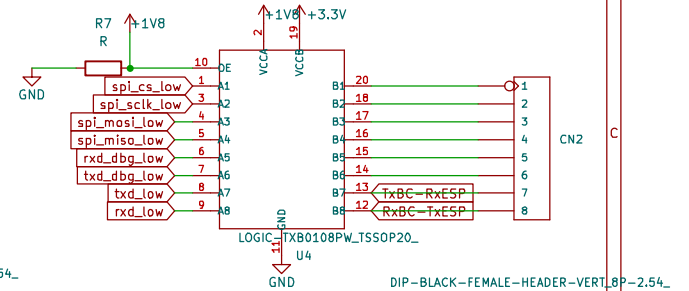 R7
R
+1V8
GND
+1V8
+3.3V
2
19
VCCA
VCCB
10
OE
spi_cs_low
1
A1
spi_sclk_low
3
A2
spi_mosi_low
4
A3
spi_miso_low
5
A4
rxd_dbg_low
6
A5
txd_dbg_low
7
A6
txd_low
8
A7
rxd_low
9
A8
B1
20
B2
18
B3
17
B4
16
B5
15
B6
14
B7
13
TxBC-RxESP
B8
12
RxBC-TxESP
GND
11
LOGIC-TXB0108PW_TSSOP20_
U4
GND
1
2
3
4
5
6
7
8
CN2
C
54_
DIP-BLACK-FEMALE-HEADER-VERT_8P-2.54_